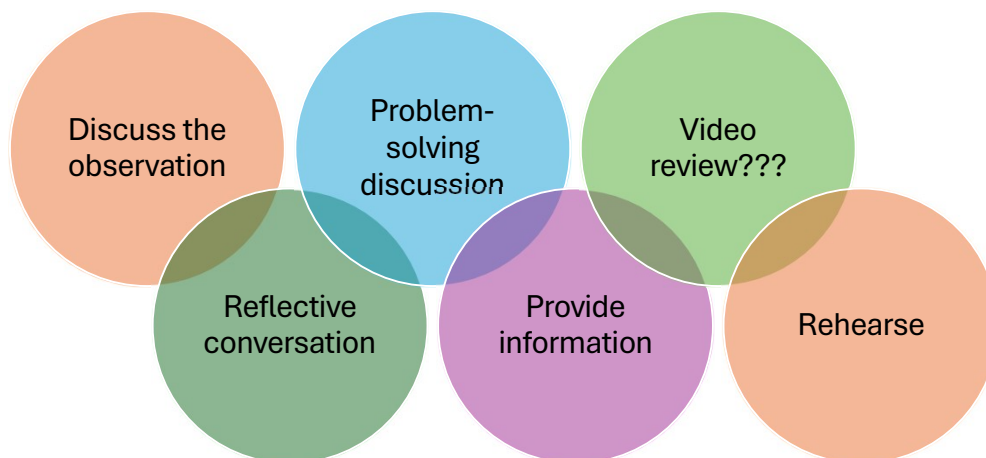 Discuss the
observation
Problem-
solving
discussion
Video
review???
Reflective
conversation
Provide
information
Rehearse